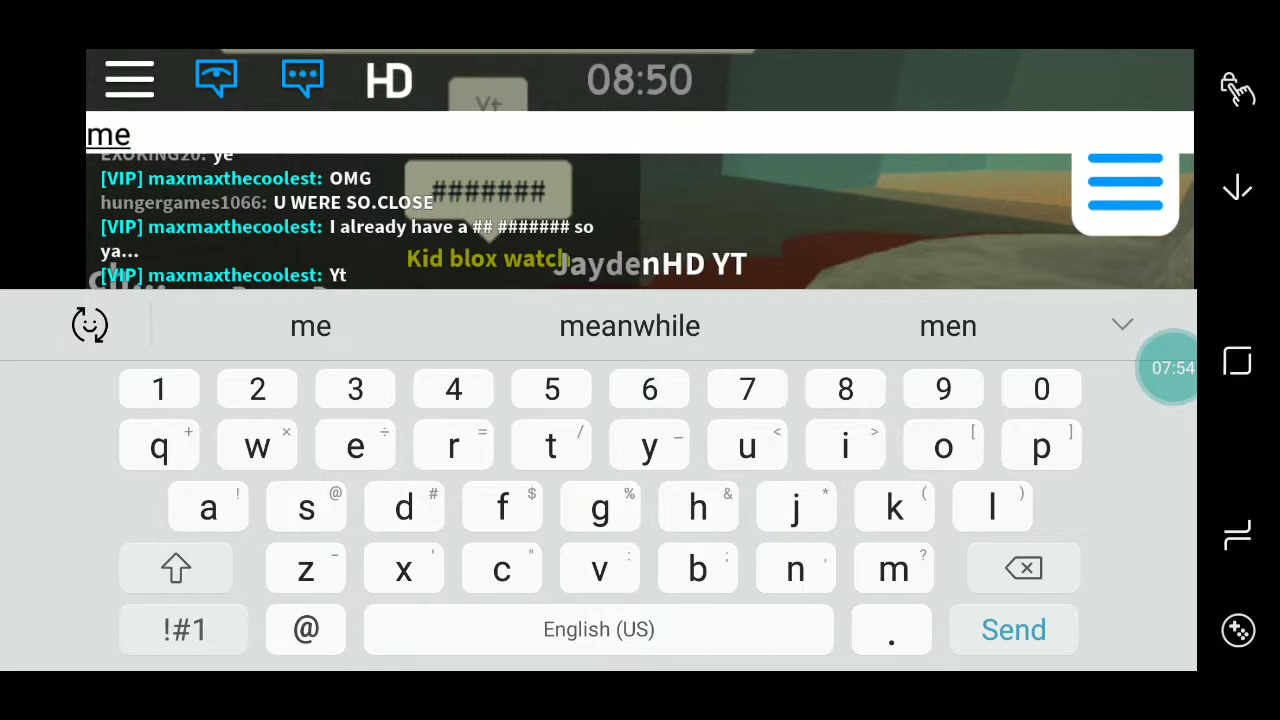 HD
08:50
Yt
me
EXOKING20: ye
[VIP] maxmaxthecoolest: OMG
#######
hungergames1066: U WERE SO.CLOSE
[VIP] maxmaxthecoolest: I already have a ## ####### so
ya...
Kid blox watch
JaydenHD YT
[VIP] maxmaxthecoolest: Yt
me meanwhile men
07:54
1 2 3 4 5 6 7 8 9 0
q + w × e ÷ r = t / y _ u < i > o [ p ]
a ! s @ d # f $ g % h & j * k ( l )
z - x ' c " v : b ; n , m ?
!#1 @ English (US) . Send